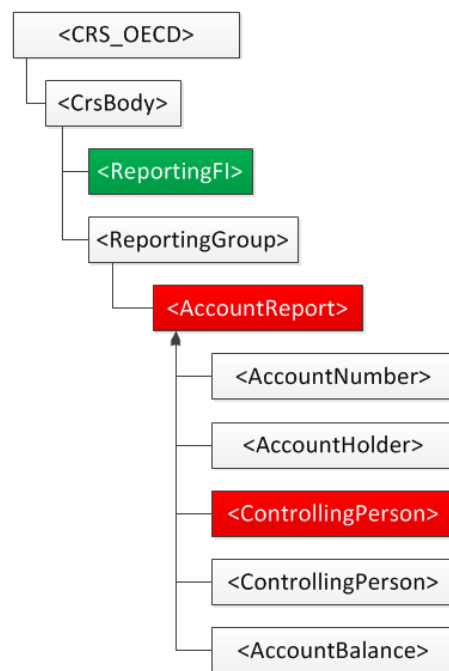 <CRS_OECD>
<CrsBody>
<ReportingFI>
<ReportingGroup>
<AccountReport>
<AccountNumber>
<AccountHolder>
<ControllingPerson>
<ControllingPerson>
<AccountBalance>